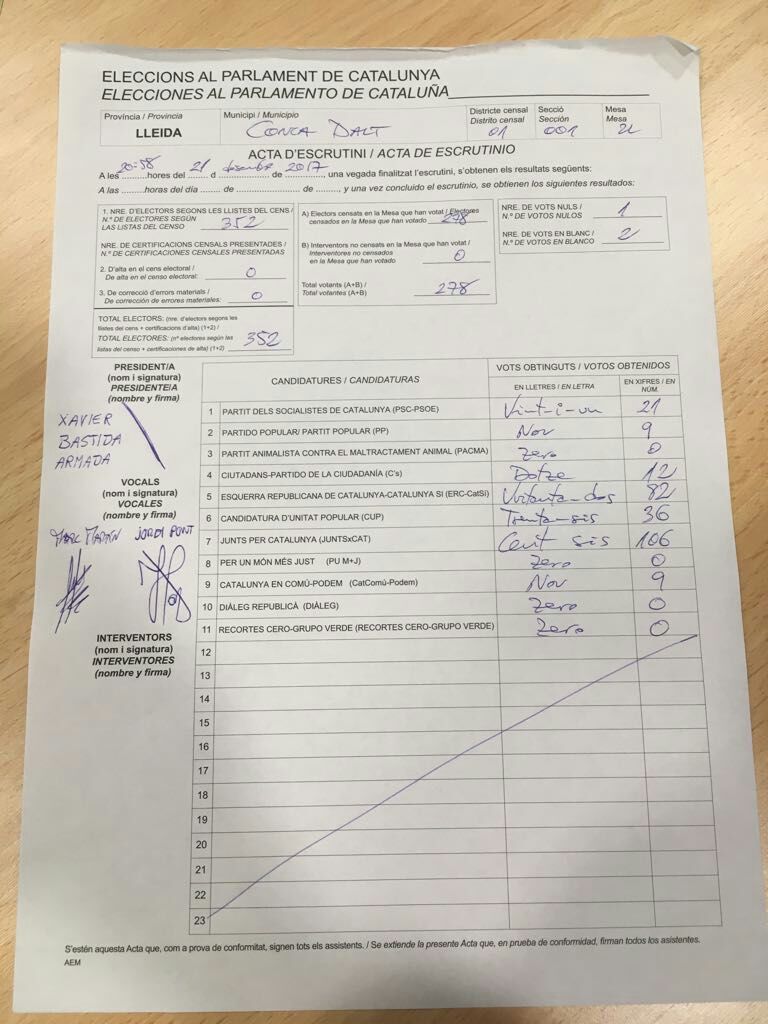 ELECCIONS AL PARLAMENT DE CATALUNYA
ELECCIONES AL PARLAMENTO DE CATALUÑA
Província / Provincia
LLEIDA
Municipi / Municipio
CONCA DALT
Districte censal
Distrito censal
01
Secció
Sección
001
Mesa
Mesa
ACTA D'ESCRUTINI / ACTA DE ESCRUTINIO
A les 20:58 hores del 21 d desembre de 2017, una vegada finalitzat l'escrutini, s'obtenen els resultats següents:
A las .........horas del día ....... de .................... de ........, y una vez concluido el escrutinio, se obtienen los siguientes resultados:
1. NRE. D'ELECTORS SEGONS LES LLISTES DEL CENS /
N.º DE ELECTORES SEGÚN
LAS LISTAS DEL CENSO 352
NRE. DE CERTIFICACIONS CENSALS PRESENTADES /
N.º DE CERTIFICACIONES CENSALES PRESENTADAS
2. D'alta en el cens electoral /
De alta en el censo electoral: 0
3. De correcció d'errors materials /
De corrección de errores materiales: 0
TOTAL ELECTORS: (nre. d'electors segons les
llistes del cens + certificacions d'alta) (1+2) /
TOTAL ELECTORES: (nº electores según las
listas del censo + certificaciones de alta) (1+2) 352
A) Electors censats en la Mesa que han votat / Electores
censados en la Mesa que han votado 278
B) Interventors no censats en la Mesa que han votat /
Interventores no censados
en la Mesa que han votado 0
Total votants (A+B) /
Total votantes (A+B) 278
NRE. DE VOTS NULS /
N.º DE VOTOS NULOS 1
NRE. DE VOTS EN BLANC /
N.º DE VOTOS EN BLANCO 2
PRESIDENT/A
(nom i signatura)
PRESIDENTE/A
(nombre y firma)
XAVIER
BASTIDA
ARMADA
VOCALS
(nom i signatura)
VOCALES
(nombre y firma)
JORDI PONT
INTERVENTORS
(nom i signatura)
INTERVENTORES
(nombre y firma)
CANDIDATURES / CANDIDATURAS
VOTS OBTINGUTS / VOTOS OBTENIDOS
EN LLETRES / EN LETRA
EN XIFRES / EN NÚM.
1 PARTIT DELS SOCIALISTES DE CATALUNYA (PSC-PSOE) Vint-i-un 21
2 PARTIDO POPULAR/ PARTIT POPULAR (PP) Nov 9
3 PARTIT ANIMALISTA CONTRA EL MALTRACTAMENT ANIMAL (PACMA) Zero 0
4 CIUTADANS-PARTIDO DE LA CIUDADANÍA (C's) Dotze 12
5 ESQUERRA REPUBLICANA DE CATALUNYA-CATALUNYA SI (ERC-CatSí) Vuitanta-dos 82
6 CANDIDATURA D'UNITAT POPULAR (CUP) Trenta-sis 36
7 JUNTS PER CATALUNYA (JUNTSxCAT) Cent sis 106
8 PER UN MÓN MÉS JUST (PU M+J) Zero 0
9 CATALUNYA EN COMÚ-PODEM (CatComú-Podem) Nov 9
10 DIÀLEG REPUBLICÀ (DIÀLEG) Zero 0
11 RECORTES CERO-GRUPO VERDE (RECORTES CERO-GRUPO VERDE) Zero 0
12
13
14
15
16
17
18
19
20
21
22
23
S'estén aquesta Acta que, com a prova de conformitat, signen tots els assistents. / Se extiende la presente Acta que, en prueba de conformidad, firman todos los asistentes.
AEM